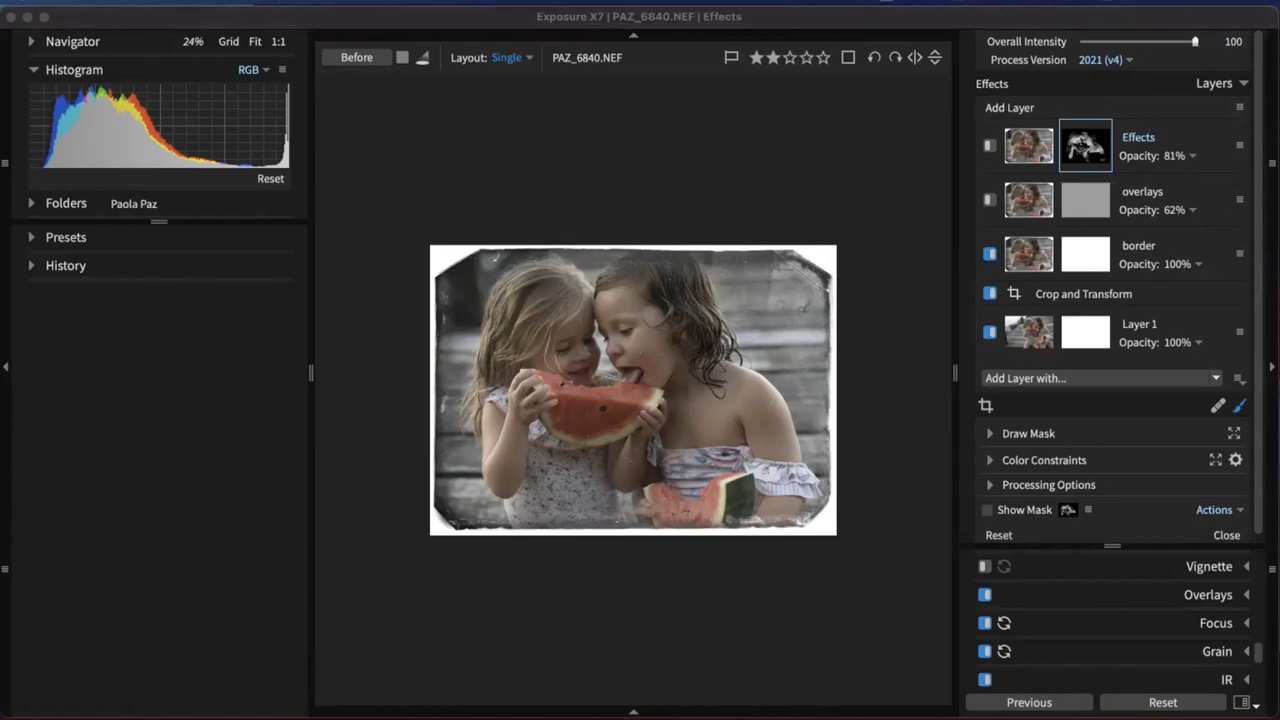 Exposure X7 | PAZ_6840.NEF | Effects
Navigator 24% Grid Fit 1:1
Histogram RGB
Reset
Folders Paola Paz
Presets
History
Before Layout: Single PAZ_6840.NEF
Overall Intensity 100
Process Version 2021 (v4)
Effects Layers
Add Layer
Effects
Opacity: 81%
overlays
Opacity: 62%
border
Opacity: 100%
Crop and Transform
Layer 1
Opacity: 100%
Add Layer with...
Draw Mask
Color Constraints
Processing Options
Show Mask Actions
Reset Close
Vignette
Overlays
Focus
Grain
IR
Previous Reset